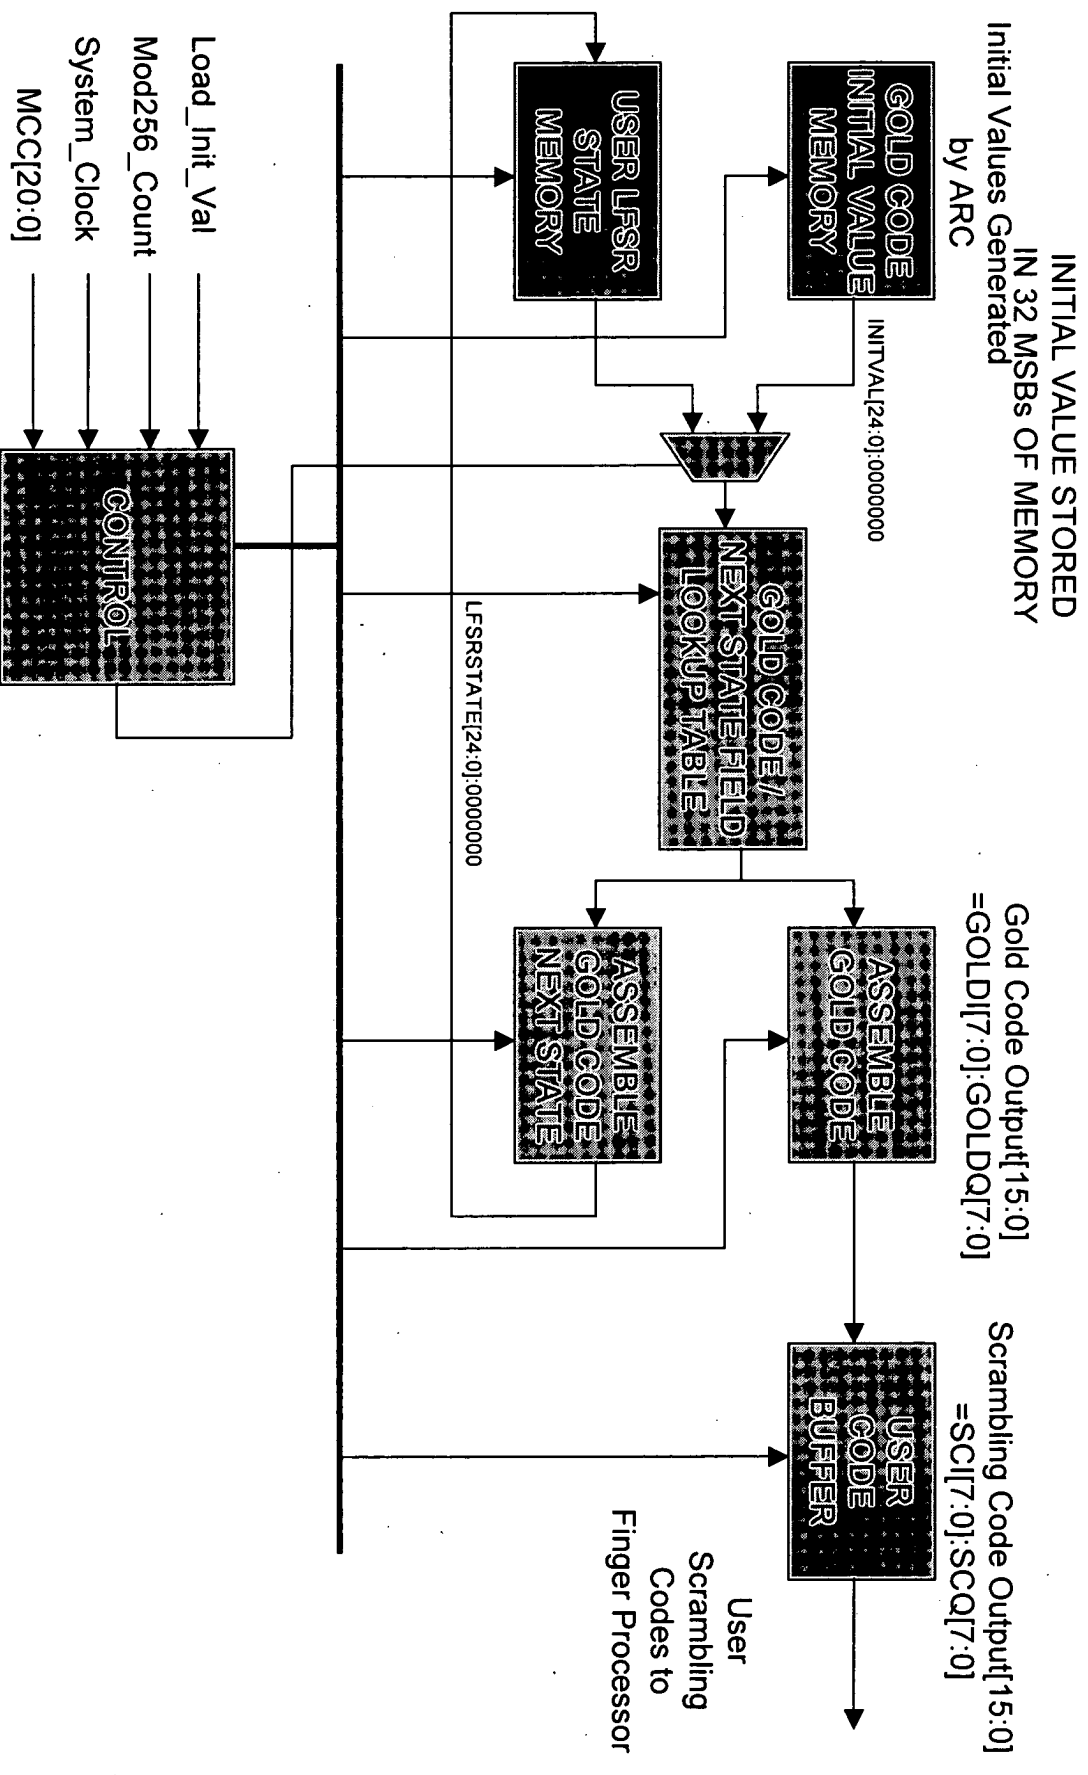 INITIAL VALUE STORED
IN 32 MSBs OF MEMORY
Initial Values Generated
by ARC
GOLD CODE
INITIAL VALUE
MEMORY
INITVAL[24:0]:0000000
USER LFSR
STATE
MEMORY
GOLD CODE /
NEXT STATE FIELD
LOOKUP TABLE
LFSRSTATE[24:0]:0000000
Gold Code Output[15:0]
=GOLDI[7:0]:GOLDQ[7:0]
ASSEMBLE
GOLD CODE
ASSEMBLE
GOLD CODE
NEXT STATE
Scrambling Code Output[15:0]
=SCI[7:0]:SCQ[7:0]
USER
CODE
BUFFER
User
Scrambling
Codes to
Finger Processor
Load_Init_Val
Mod256_Count
System_Clock
MCC[20:0]
CONTROL